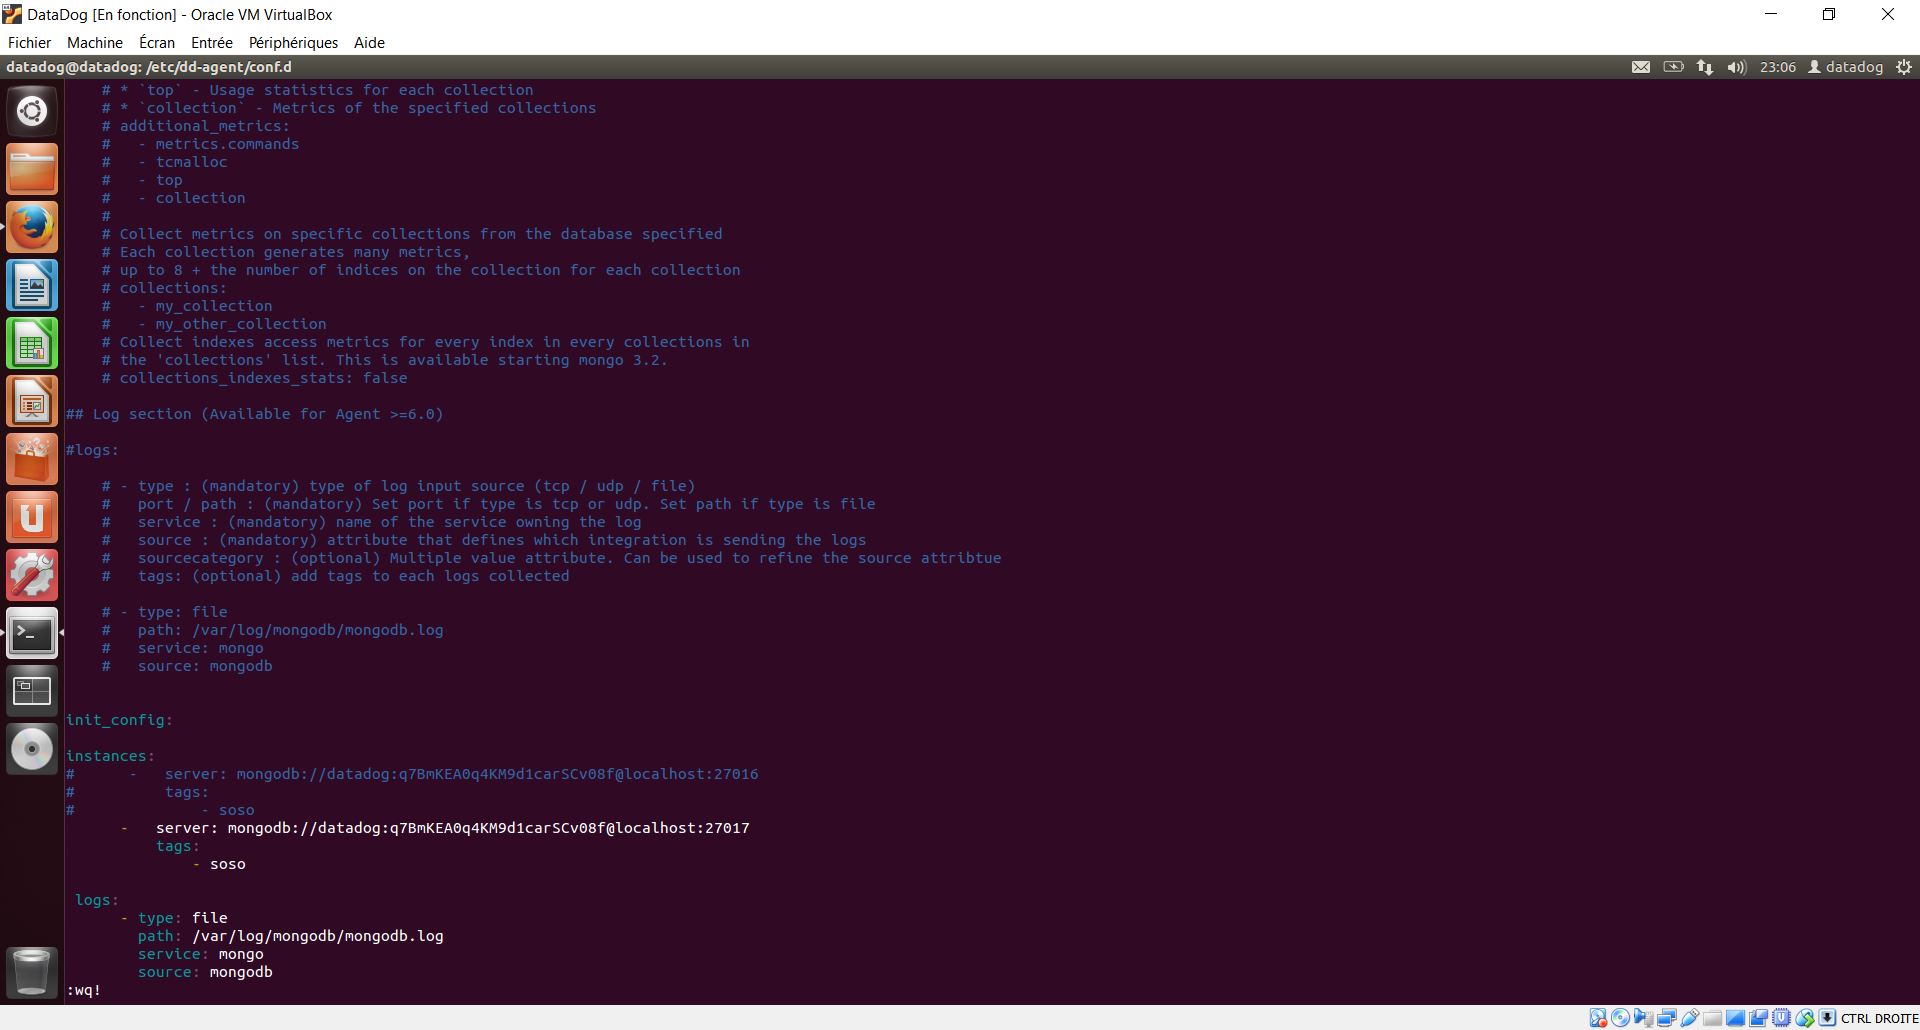 DataDog [En fonction] - Oracle VM VirtualBox
Fichier Machine Écran Entrée Périphériques Aide
datadog@datadog: /etc/dd-agent/conf.d 23:06 datadog
# * `top` - Usage statistics for each collection
# * `collection` - Metrics of the specified collections
# additional_metrics:
#   - metrics.commands
#   - tcmalloc
#   - top
#   - collection
#
# Collect metrics on specific collections from the database specified
# Each collection generates many metrics,
# up to 8 + the number of indices on the collection for each collection
# collections:
#   - my_collection
#   - my_other_collection
# Collect indexes access metrics for every index in every collections in
# the 'collections' list. This is available starting mongo 3.2.
# collections_indexes_stats: false
## Log section (Available for Agent >=6.0)
#logs:
# - type : (mandatory) type of log input source (tcp / udp / file)
#   port / path : (mandatory) Set port if type is tcp or udp. Set path if type is file
#   service : (mandatory) name of the service owning the log
#   source : (mandatory) attribute that defines which integration is sending the logs
#   sourcecategory : (optional) Multiple value attribute. Can be used to refine the source attribtue
#   tags: (optional) add tags to each logs collected
# - type: file
#   path: /var/log/mongodb/mongodb.log
#   service: mongo
#   source: mongodb
init_config:
instances:
#      -   server: mongodb://datadog:q7BmKEA0q4KM9d1carSCv08f@localhost:27016
#          tags:
#              - soso
-   server: mongodb://datadog:q7BmKEA0q4KM9d1carSCv08f@localhost:27017
tags:
- soso
logs:
- type: file
path: /var/log/mongodb/mongodb.log
service: mongo
source: mongodb
:wq!
CTRL DROITE